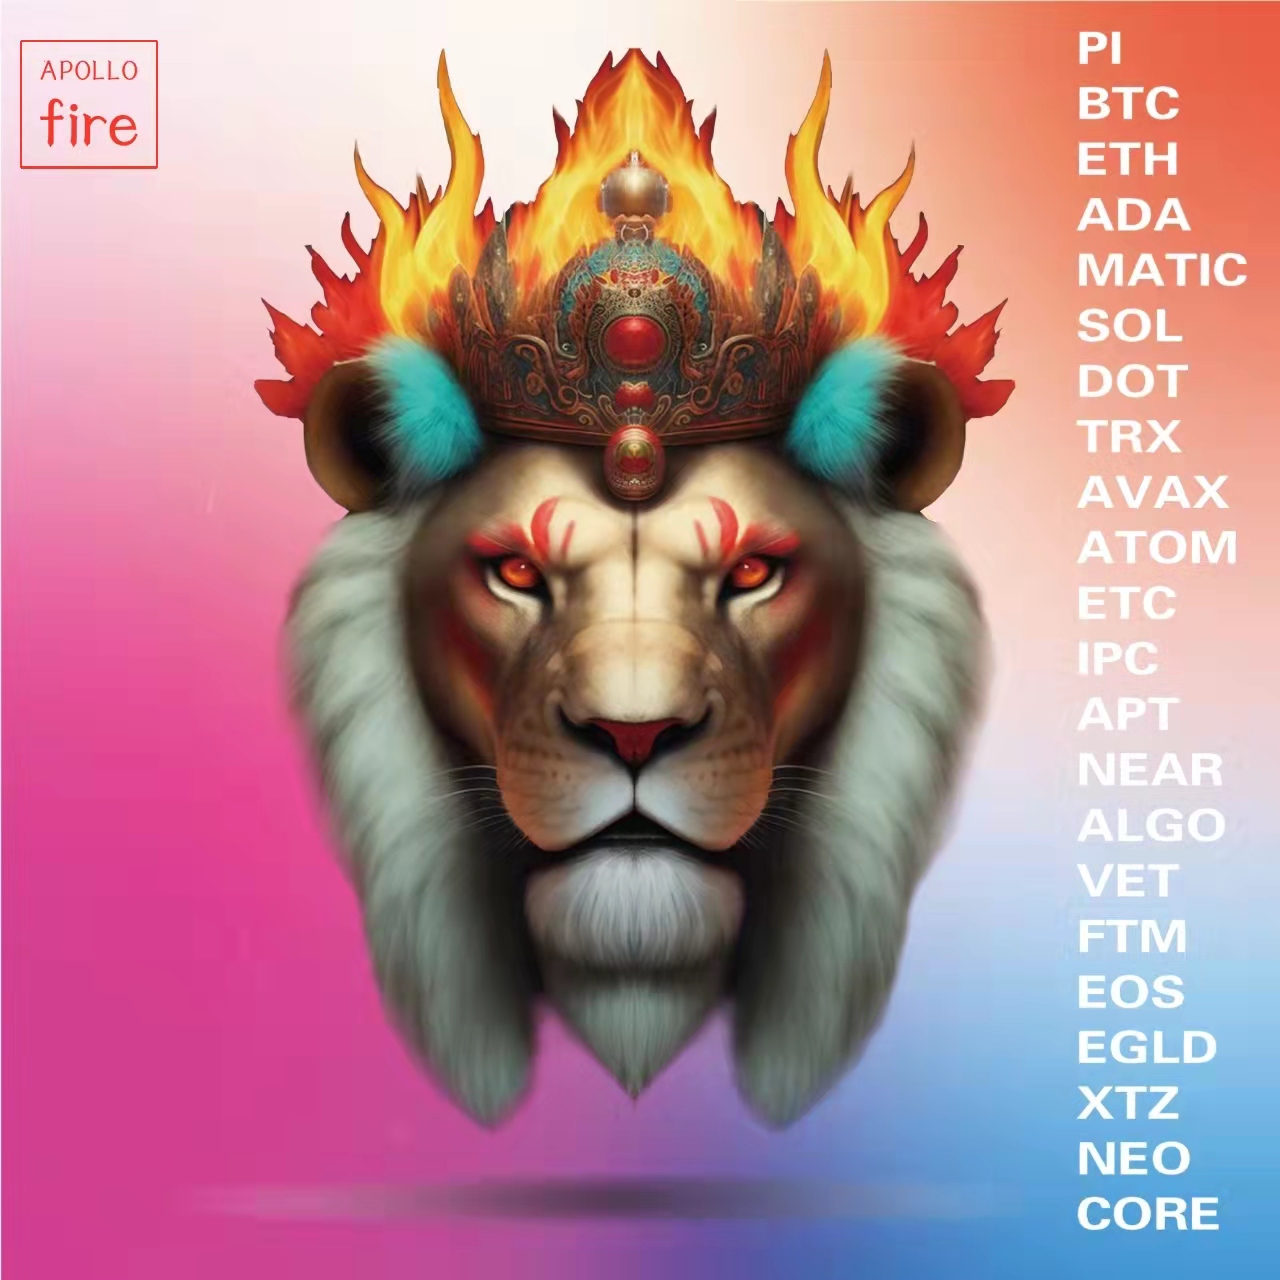 APOLLO
fire
PI
BTC
ETH
ADA
MATIC
SOL
DOT
TRX
AVAX
ATOM
ETC
IPC
APT
NEAR
ALGO
VET
FTM
EOS
EGLD
XTZ
NEO
CORE